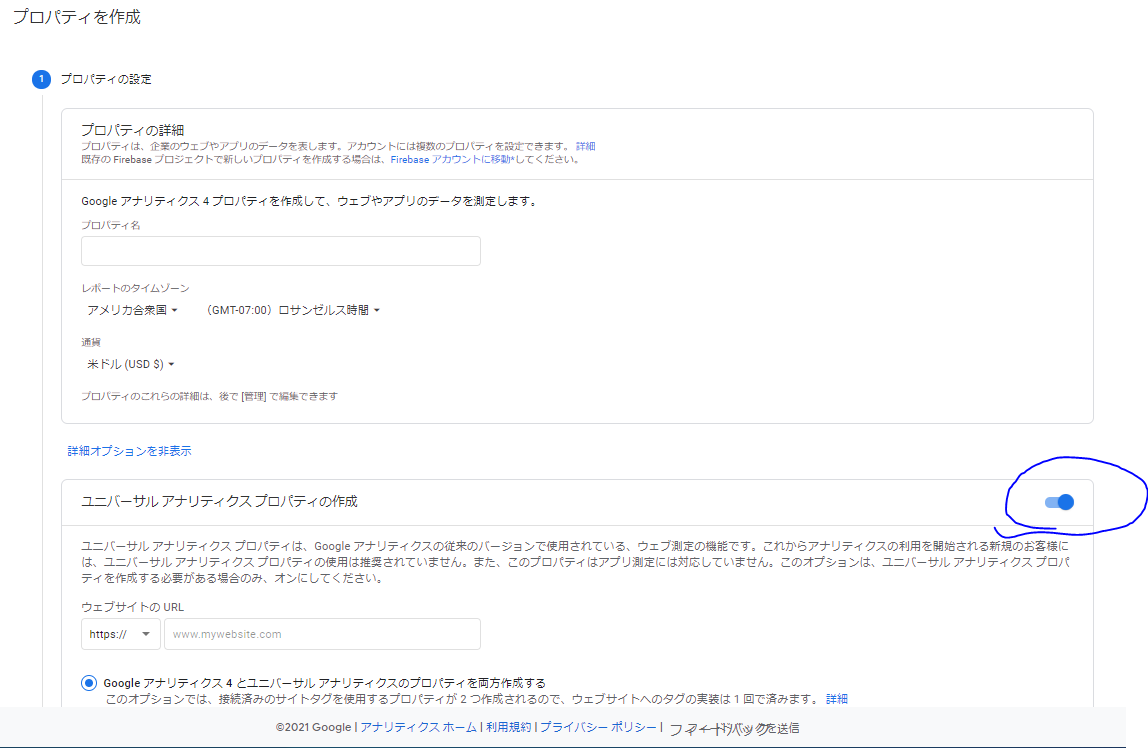 プロパティを作成
1 プロパティの設定
プロパティの詳細
プロパティは、企業のウェブやアプリのデータを表します。アカウントには複数のプロパティを設定できます。 詳細
既存の Firebase プロジェクトで新しいプロパティを作成する場合は、Firebase アカウントに移動*してください。
Google アナリティクス 4 プロパティを作成して、ウェブやアプリのデータを測定します。
プロパティ名
レポートのタイムゾーン
アメリカ合衆国 (GMT-07:00) ロサンゼルス時間
通貨
米ドル (USD $)
プロパティのこれらの詳細は、後で [管理] で編集できます
詳細オプションを非表示
ユニバーサル アナリティクス プロパティの作成
ユニバーサル アナリティクス プロパティは、Google アナリティクスの従来のバージョンで使用されている、ウェブ測定の機能です。これからアナリティクスの利用を開始される新規のお客様に
は、ユニバーサル アナリティクス プロパティの使用は推奨されていません。また、このプロパティはアプリ測定には対応していません。このオプションは、ユニバーサル アナリティクス プロパ
ティを作成する必要がある場合のみ、オンにしてください。
ウェブサイトの URL
https:// www.mywebsite.com
Google アナリティクス 4 とユニバーサル アナリティクスのプロパティを両方作成する
このオプションでは、接続済みのサイトタグを使用するプロパティが 2 つ作成されるので、ウェブサイトへのタグの実装は 1 回で済みます。 詳細
©2021 Google | アナリティクス ホーム | 利用規約 | プライバシー ポリシー | フィードバックを送信